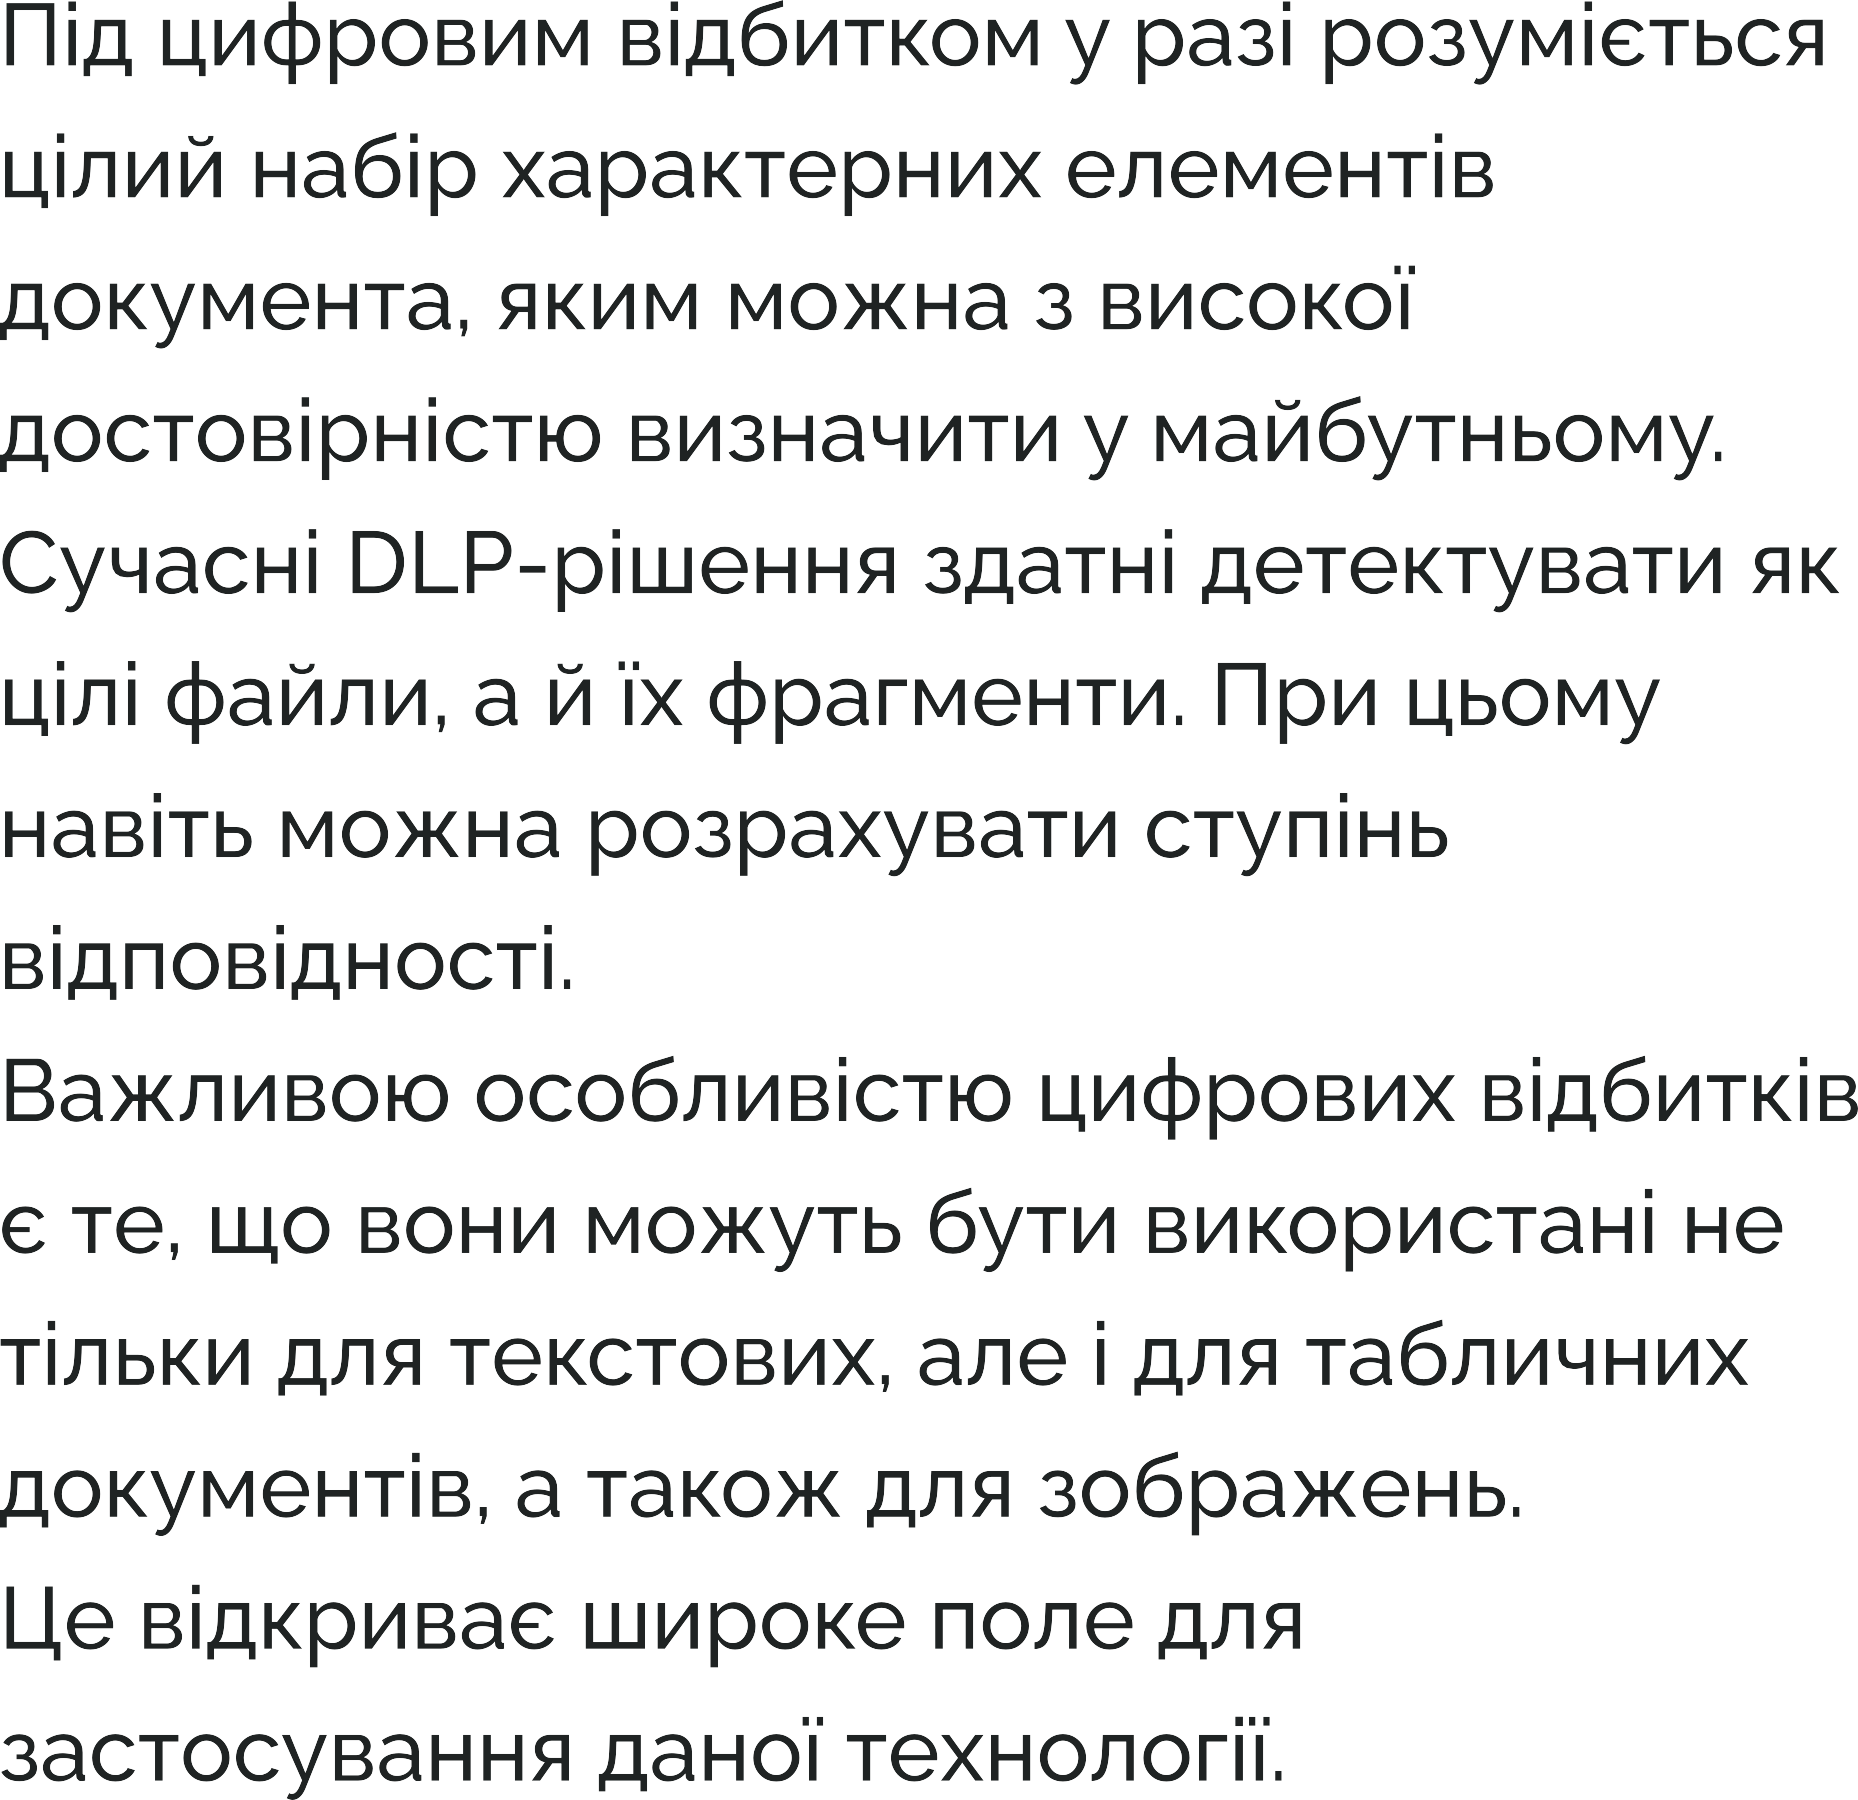 Під цифровим відбитком у разі розуміється
цілий набір характерних елементів
документа, яким можна з високої
достовірністю визначити у майбутньому.
Сучасні DLP-рішення здатні детектувати як
цілі файли, а й їх фрагменти. При цьому
навіть можна розрахувати ступінь
відповідності.
Важливою особливістю цифрових відбитків
є те, що вони можуть бути використані не
тільки для текстових, але і для табличних
документів, а також для зображень.
Це відкриває широке поле для
застосування даної технології.